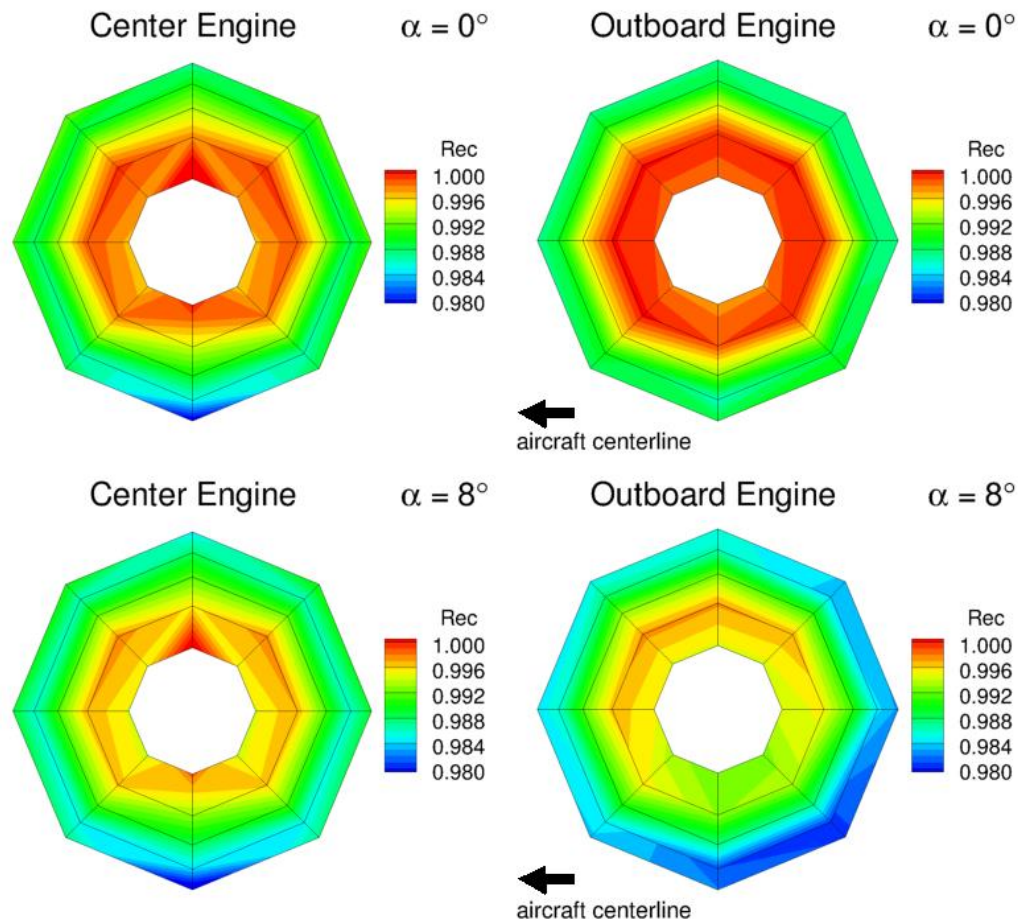 Center Engine α = 0°
Outboard Engine α = 0°
Rec
1.000
0.996
0.992
0.988
0.984
0.980
Rec
1.000
0.996
0.992
0.988
0.984
0.980
aircraft centerline
Center Engine α = 8°
Outboard Engine α = 8°
Rec
1.000
0.996
0.992
0.988
0.984
0.980
Rec
1.000
0.996
0.992
0.988
0.984
0.980
aircraft centerline